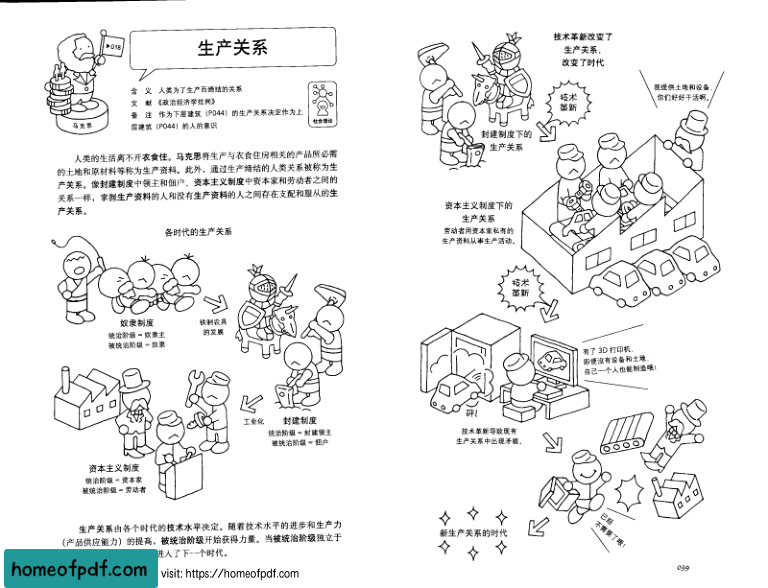 ▶018
生产关系
马克思
含 义 人类为了生产而缔结的关系
文 献 《政治经济学批判》
备 注 作为下层建筑（P044）的生产关系决定作为上
层建筑（P044）的人的意识
社会理论
人类的生活离不开衣食住。马克思将生产与衣食住房相关的产品所必需
的土地和原材料等称为生产资料。此外，通过生产缔结的人类关系被称为生
产关系。像封建制度中领主和佃户、资本主义制度中资本家和劳动者之间的
关系一样，掌握生产资料的人和没有生产资料的人之间存在支配和服从的生
产关系。
各时代的生产关系
奴隶制度
统治阶级 = 奴隶主
被统治阶级 = 奴隶
铁制农具
的发展
封建制度
统治阶级 = 封建领主
被统治阶级 = 佃户
工业化
资本主义制度
统治阶级 = 资本家
被统治阶级 = 劳动者
生产关系由各个时代的技术水平决定。随着技术水平的进步和生产力
（产品供应能力）的提高，被统治阶级开始获得力量。当被统治阶级独立于
进入了下一个时代。
homeofpdf.com
visit: https://homeofpdf.com
技术革新改变了
生产关系，
改变了时代
技术
革新
封建制度下的
生产关系
我提供土地和设备，
你们好好干活啊。
资本主义制度下的
生产关系
劳动者用资本家私有的
生产资料从事生产活动。
技术
革新
有了 3D 打印机，
即便没有设备和土地，
自己一个人也能制造哦！
砰！
技术革新导致现有
生产关系中出现矛盾。
已经
不需要了哦！
新生产关系的时代
039